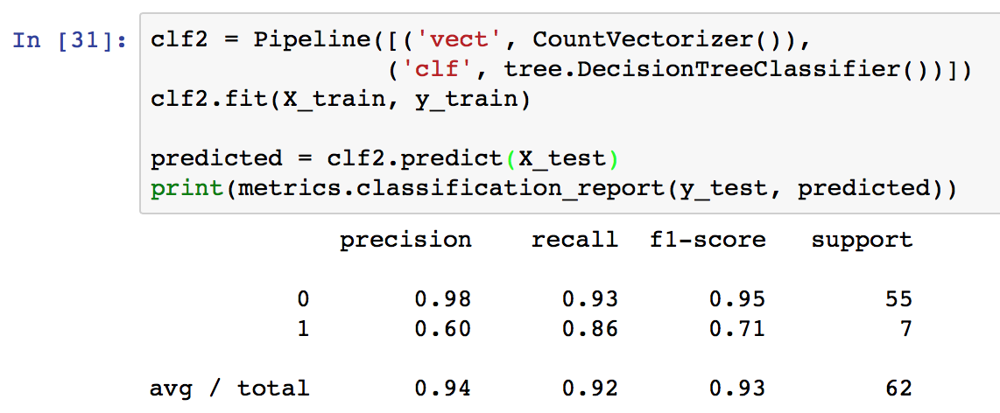 In [31]: clf2 = Pipeline([('vect', CountVectorizer()),
('clf', tree.DecisionTreeClassifier())])
clf2.fit(X_train, y_train)
predicted = clf2.predict(X_test)
print(metrics.classification_report(y_test, predicted))
precision recall f1-score support
0 0.98 0.93 0.95 55
1 0.60 0.86 0.71 7
avg / total 0.94 0.92 0.93 62